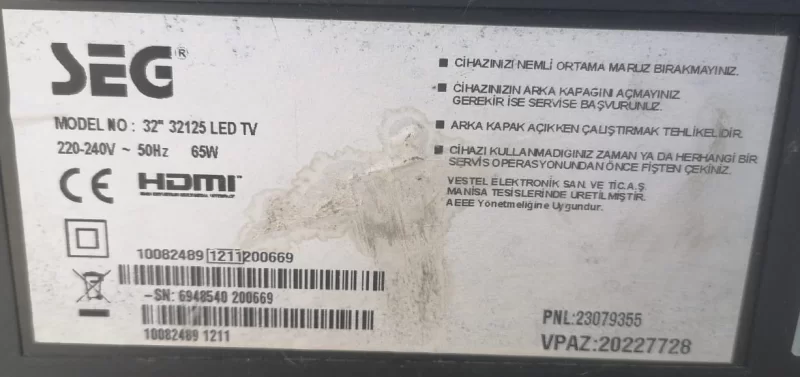 SEG®
MODEL NO : 32" 32125 LED TV
220-240V ~ 50Hz 65W
CE HDMI
10082489 1211 200669
-SN: 6948540 200669
10082489 1211
■ CİHAZINIZI NEMLİ ORTAMA MARUZ BIRAKMAYINIZ.
■ CİHAZINIZIN ARKA KAPAGINI AÇMAYINIZ
GEREKİR İSE SERVİSE BAŞVURUNUZ.
■ ARKA KAPAK AÇIKKEN ÇALIŞTIRMAK TEHLİKELİDİR.
■ CİHAZI KULLANMADIGINIZ ZAMAN YA DA HERHANGİ BİR
SERVİS OPERASYONUNDAN ÖNCE FİŞTEN ÇEKİNİZ.
VESTEL ELEKTRONİK SAN. VE TİC.A.Ş.
MANİSA TESİSLERİNDE ÜRETİLMİŞTİR.
AEEE Yönetmeliğine Uygundur.
PNL:23079355
VPAZ:20227728